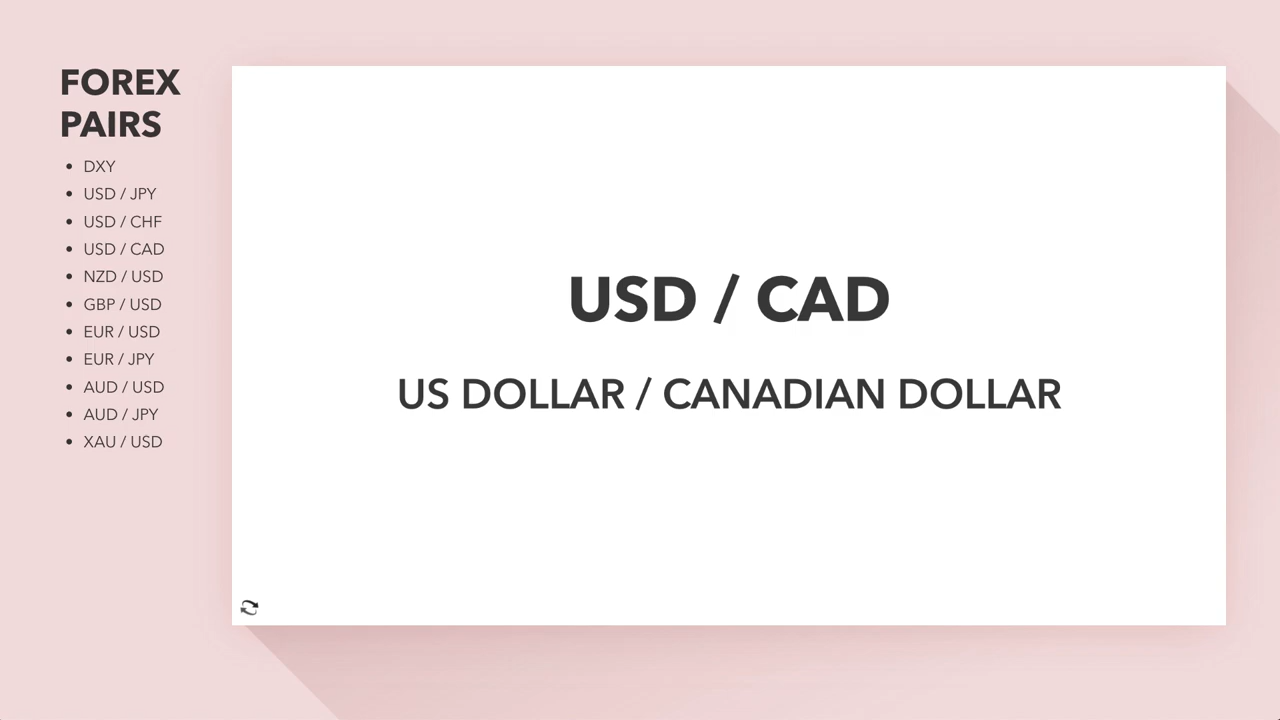 FOREX
PAIRS
• DXY
• USD / JPY
• USD / CHF
• USD / CAD
• NZD / USD
• GBP / USD
• EUR / USD
• EUR / JPY
• AUD / USD
• AUD / JPY
• XAU / USD
USD / CAD
US DOLLAR / CANADIAN DOLLAR